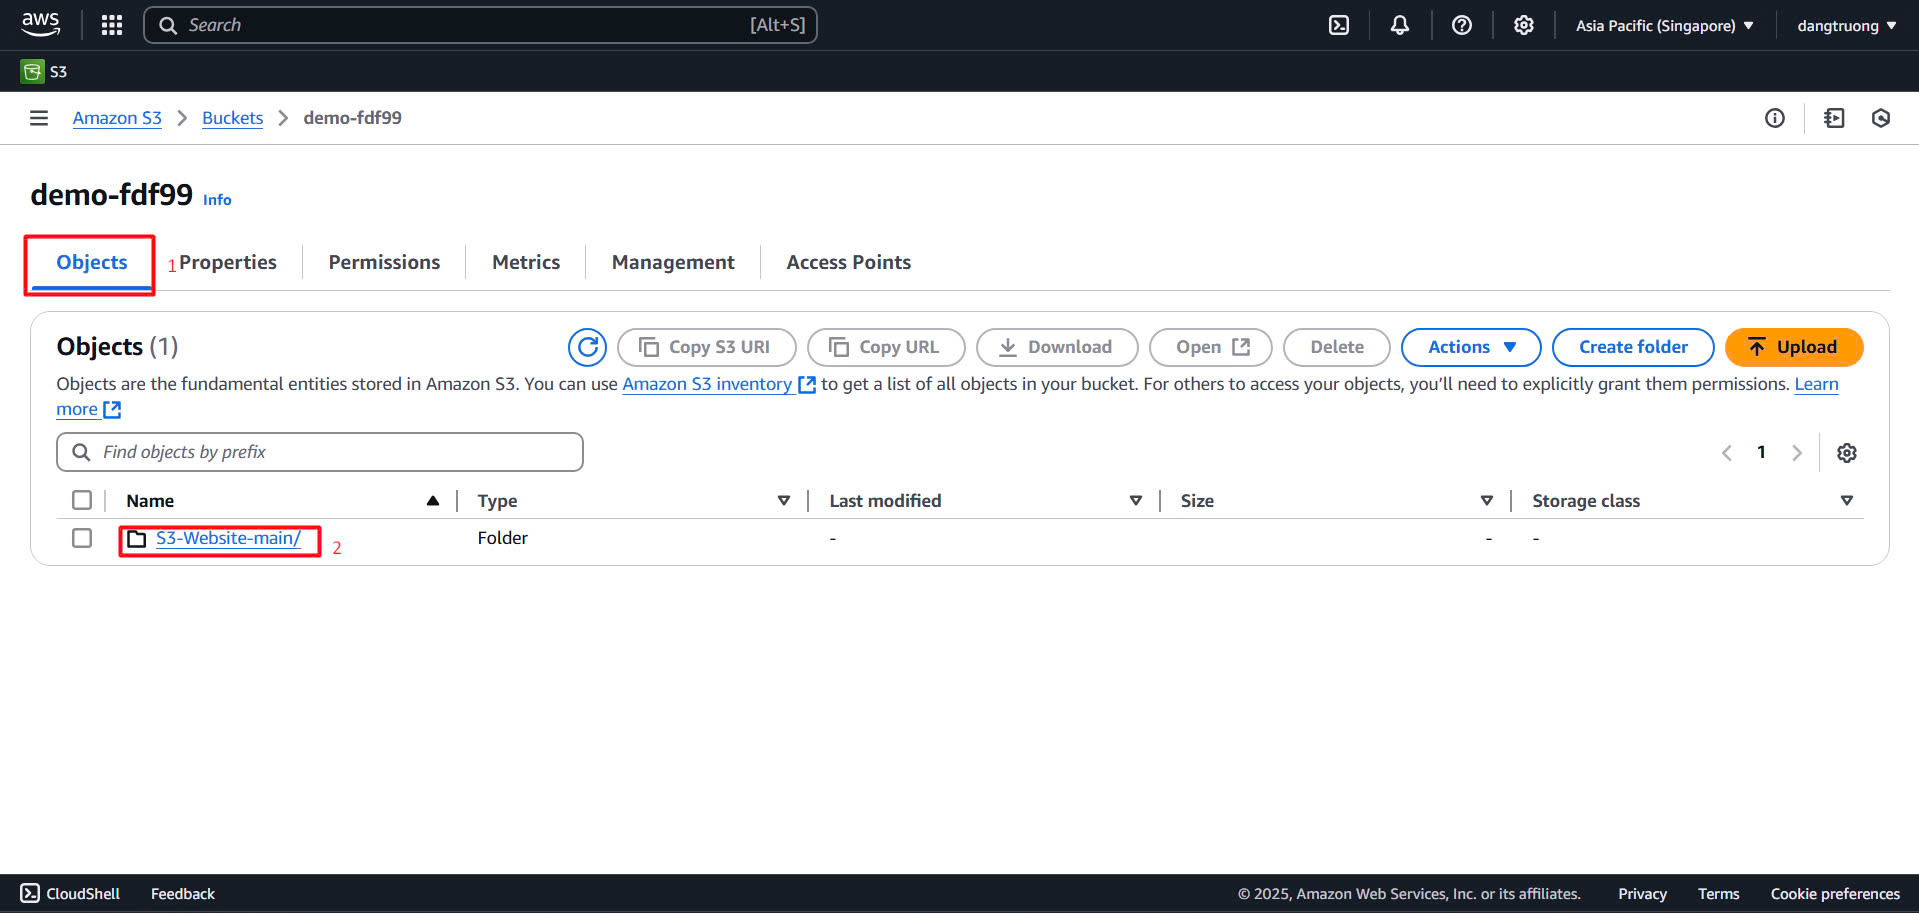 aws Search [Alt+S] Asia Pacific (Singapore) dangtruong
S3
Amazon S3 Buckets demo-fdf99
demo-fdf99 Info
Objects 1 Properties Permissions Metrics Management Access Points
Objects (1) Copy S3 URI Copy URL Download Open Delete Actions Create folder Upload
Objects are the fundamental entities stored in Amazon S3. You can use Amazon S3 inventory to get a list of all objects in your bucket. For others to access your objects, you’ll need to explicitly grant them permissions. Learn
more
Find objects by prefix 1
Name Type Last modified Size Storage class
S3-Website-main/ 2 Folder - - -
CloudShell Feedback © 2025, Amazon Web Services, Inc. or its affiliates. Privacy Terms Cookie preferences